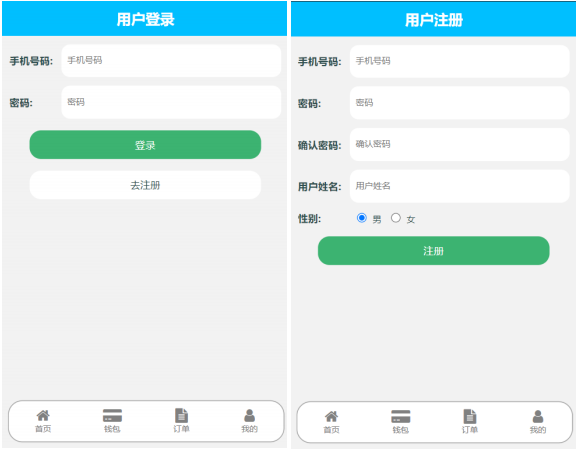 用户登录
手机号码: 手机号码
密码: 密码
登录
去注册
首页 钱包 订单 我的
用户注册
手机号码: 手机号码
密码: 密码
确认密码: 确认密码
用户姓名: 用户姓名
性别: 男 女
注册
首页 钱包 订单 我的